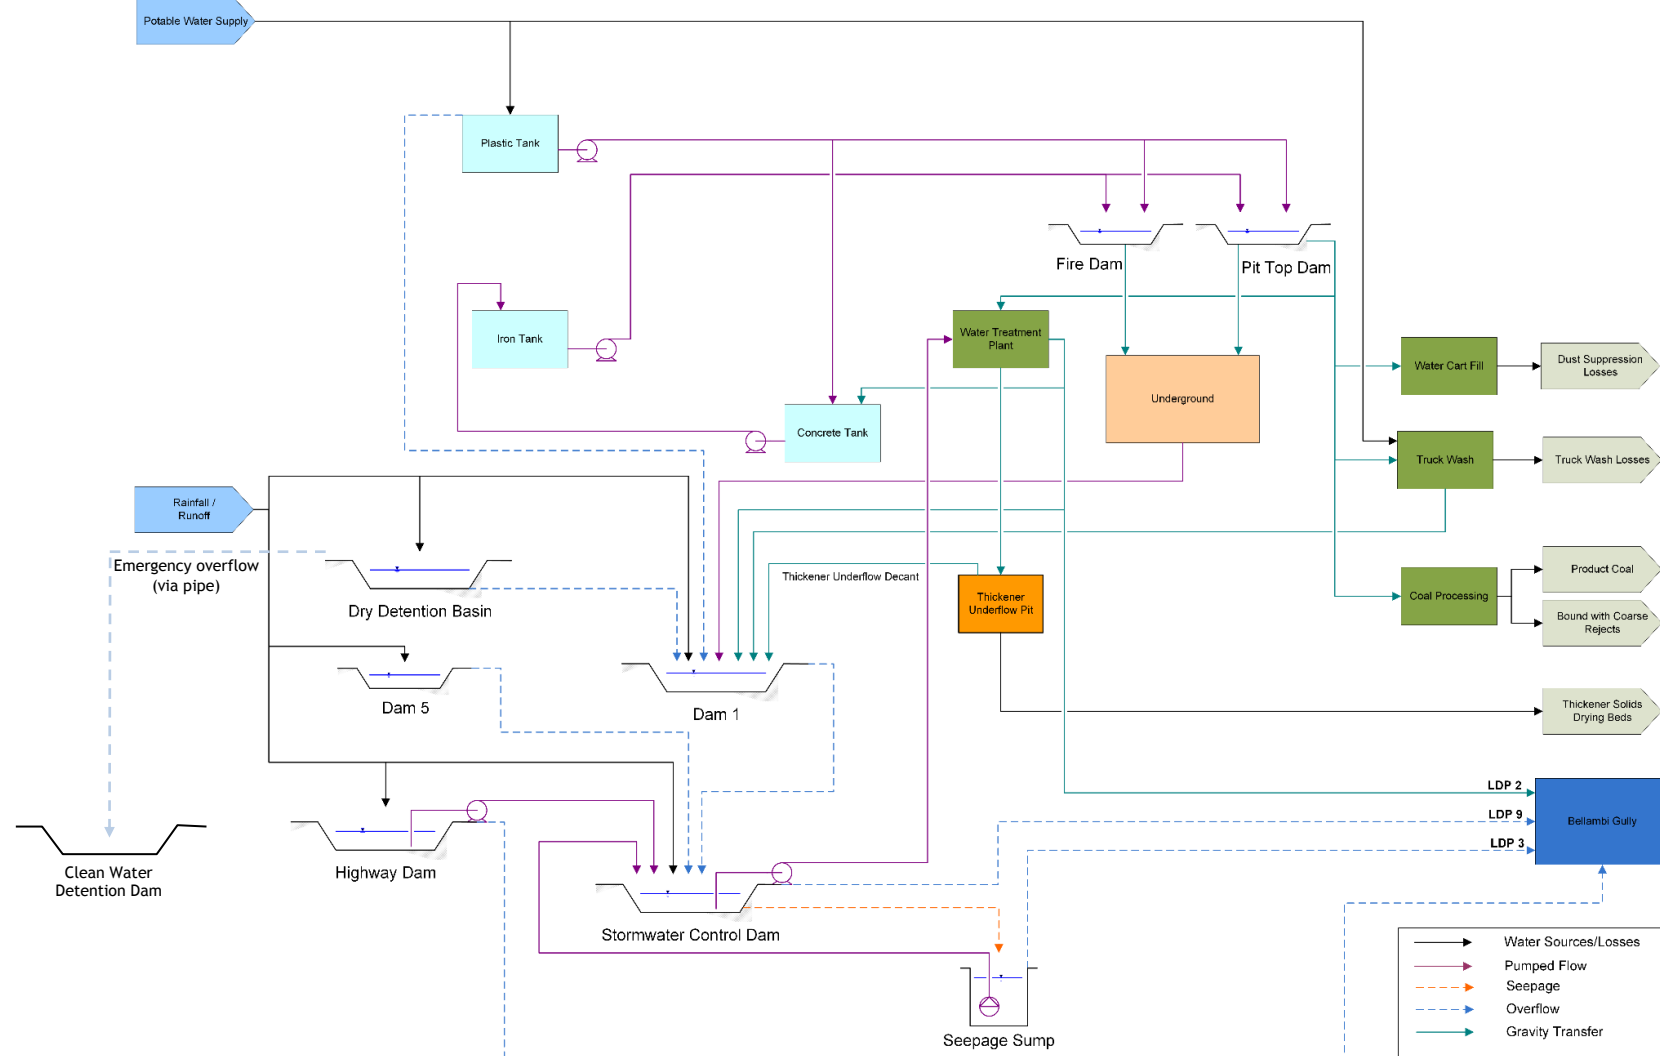 Potable Water Supply
Plastic Tank
Fire Dam
Pit Top Dam
Iron Tank
Water Treatment
Plant
Water Cart Fill
Dust Suppression
Losses
Underground
Concrete Tank
Truck Wash
Truck Wash Losses
Rainfall /
Runoff
Emergency overflow
(via pipe)
Thickener Underflow Decant
Dry Detention Basin
Thickener
Underflow Pit
Coal Processing
Product Coal
Bound with Coarse
Rejects
Dam 5
Dam 1
Thickener Solids
Drying Beds
LDP 2
LDP 9
LDP 3
Bellambi Gully
Clean Water
Detention Dam
Highway Dam
Stormwater Control Dam
Seepage Sump
Water Sources/Losses
Pumped Flow
Seepage
Overflow
Gravity Transfer